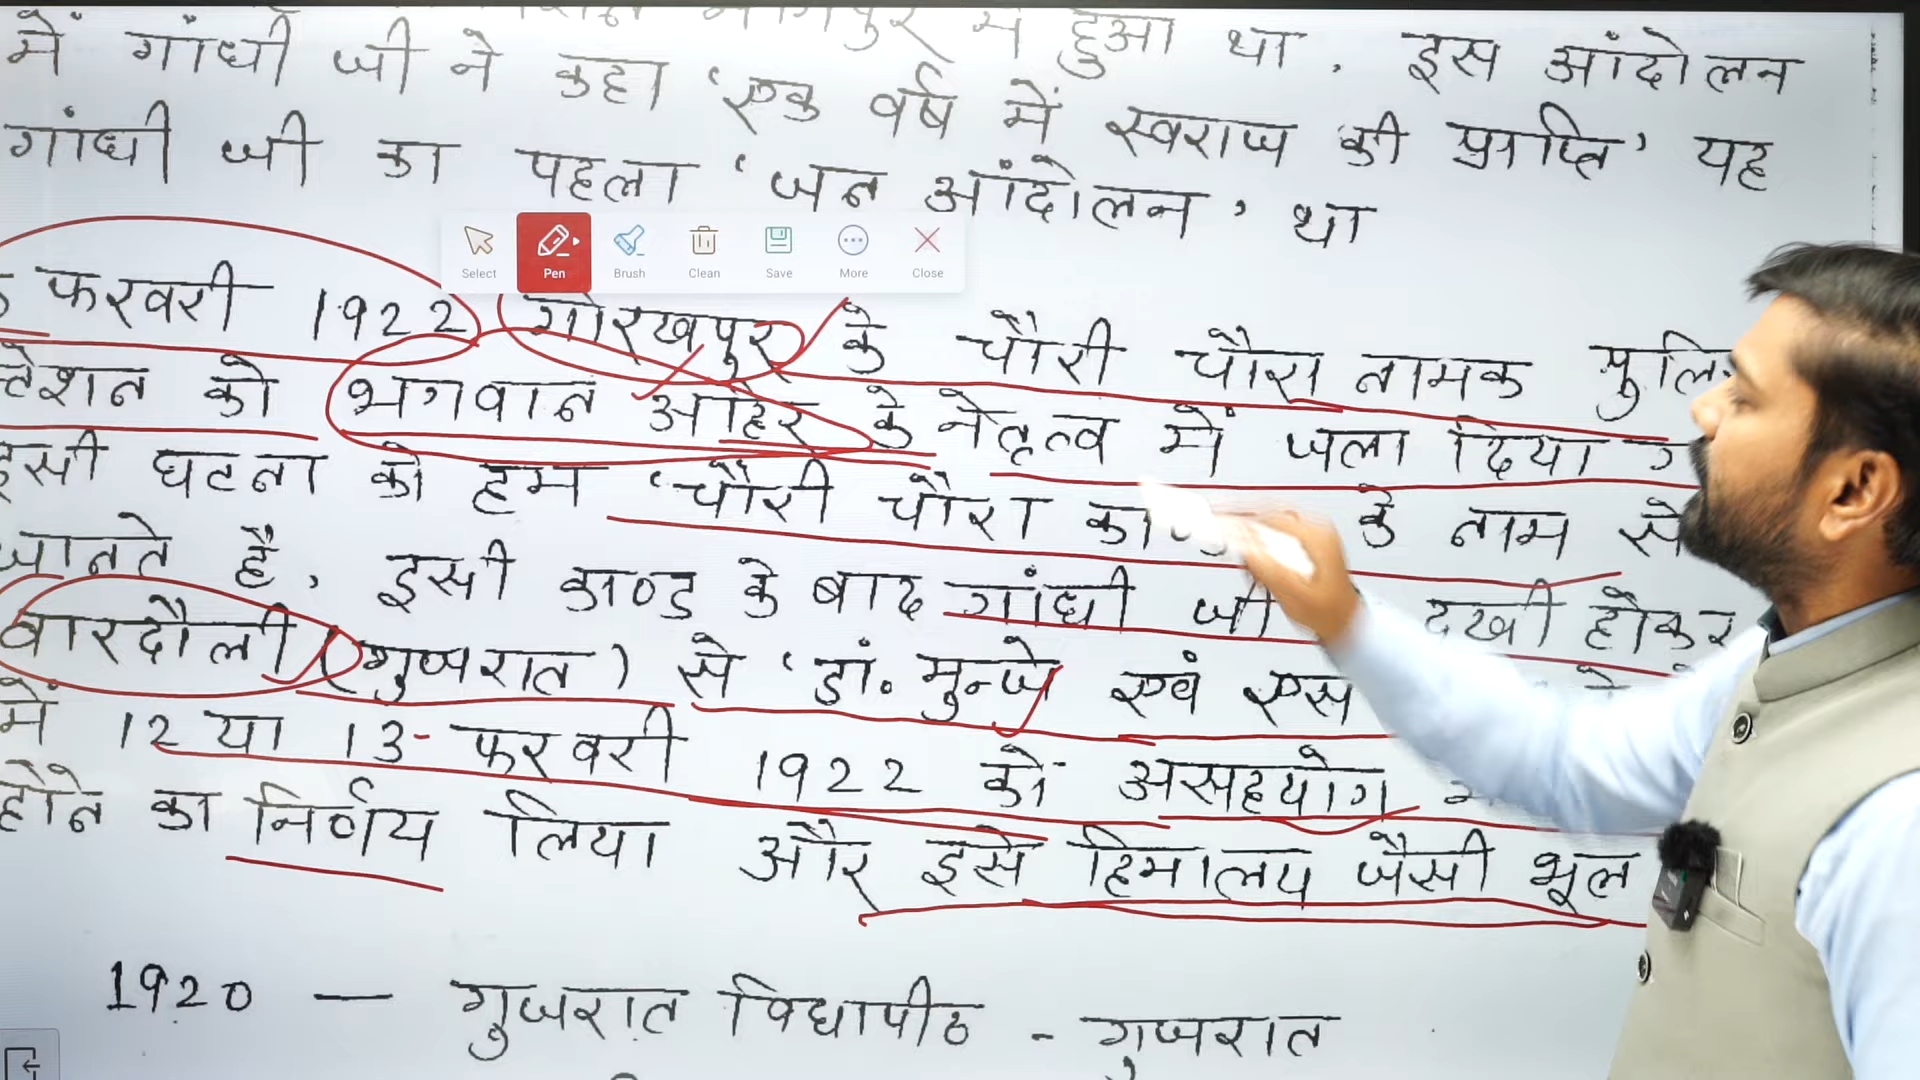 में हुआ था. इस आंदोलन
में गांधी जी ने कहा 'एक वर्ष में स्वराज की प्राप्ति' यह
गांधी जी का पहला 'जन आंदोलन' था
Select Pen Brush Clean Save More Close
फरवरी 1922 गोरखपुर के चौरी चौरा नामक
को भगवान अहिर के नेतृत्व में जला दिया
इसी घटना को हम 'चौरी चौरा के नाम से
जानते है. इसी काण्ड के बाद गांधी जी होकर
बारदौली (गुजरात) से 'डां. मुन्जे एवं एस
में 12 या 13 फरवरी 1922 को असहयोग
होने का निर्णय लिया और इसे हिमालय जैसी भूल
1920 — गुजरात विद्यापीठ - गुजरात